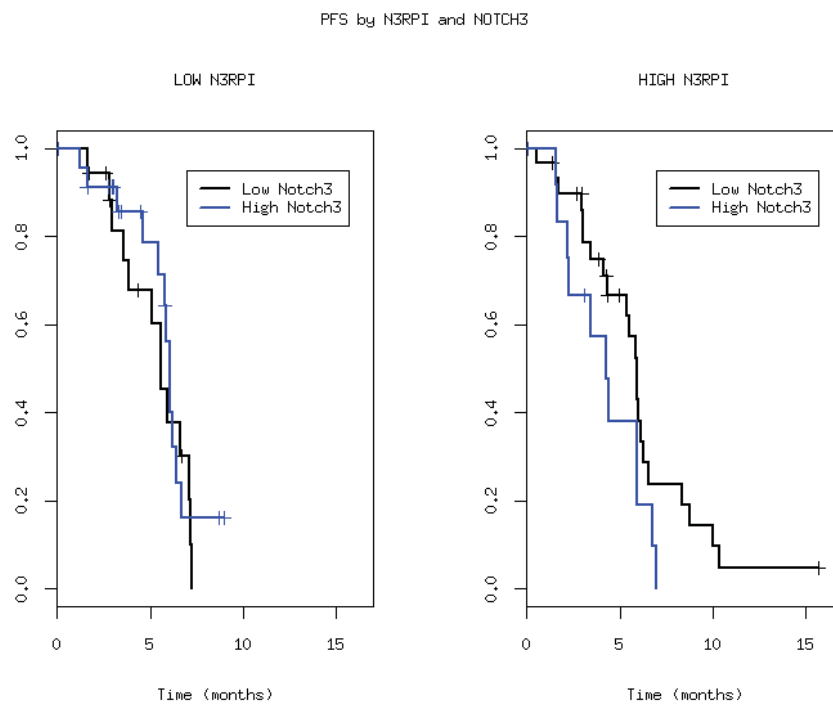 PFS by N3RPI and NOTCH3
LOW N3RPI
1.0
0.8
0.6
0.4
0.2
0.0
Low Notch3
High Notch3
0 5 10 15
Time (months)
HIGH N3RPI
1.0
0.8
0.6
0.4
0.2
0.0
Low Notch3
High Notch3
0 5 10 15
Time (months)